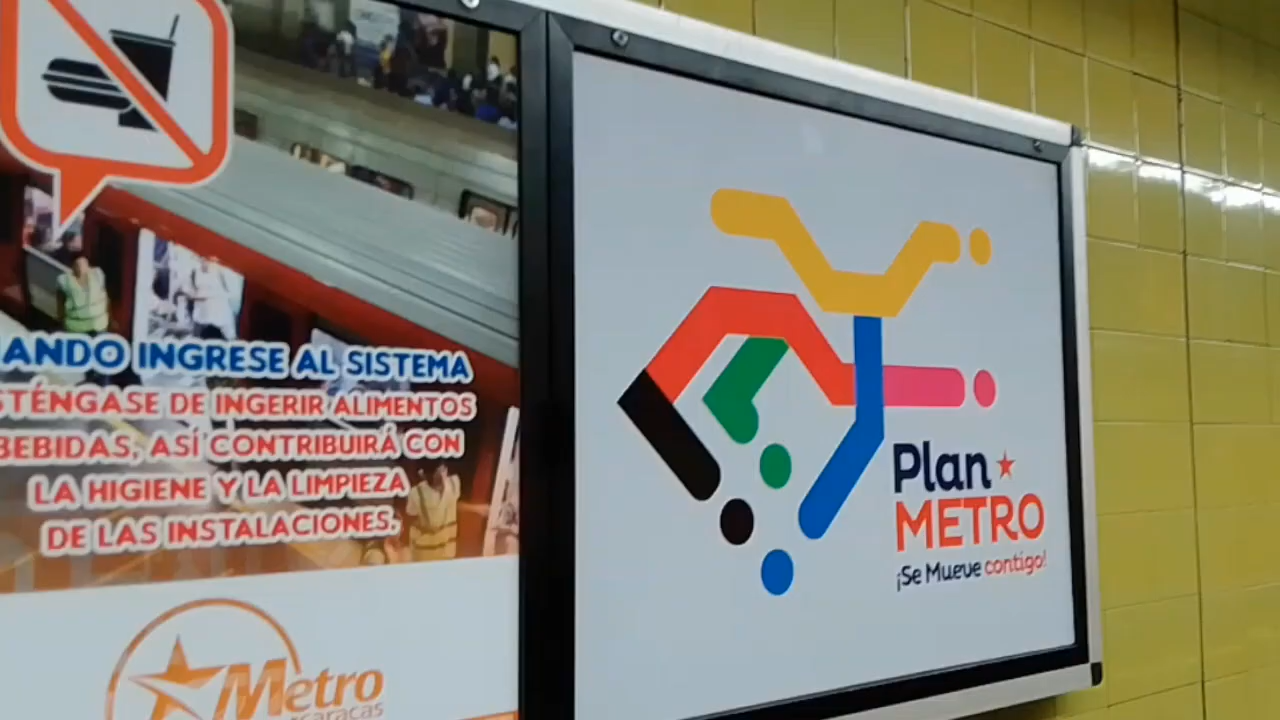 ANDO INGRESE AL SISTEMA
STÉNGASE DE INGERIR ALIMENTOS
BEBIDAS, ASÍ CONTRIBUIRÁ CON
LA HIGIENE Y LA LIMPIEZA
DE LAS INSTALACIONES.
Metro
caracas
Plan
METRO
¡Se Mueve contigo!